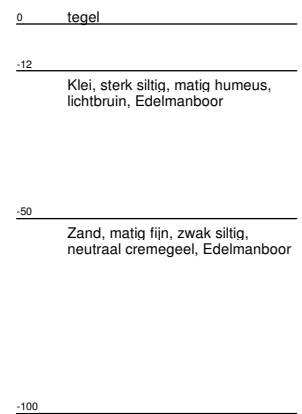 0 tegel
-12
Klei, sterk siltig, matig humeus,
lichtbruin, Edelmanboor
-50
Zand, matig fijn, zwak siltig,
neutraal cremegeel, Edelmanboor
-100